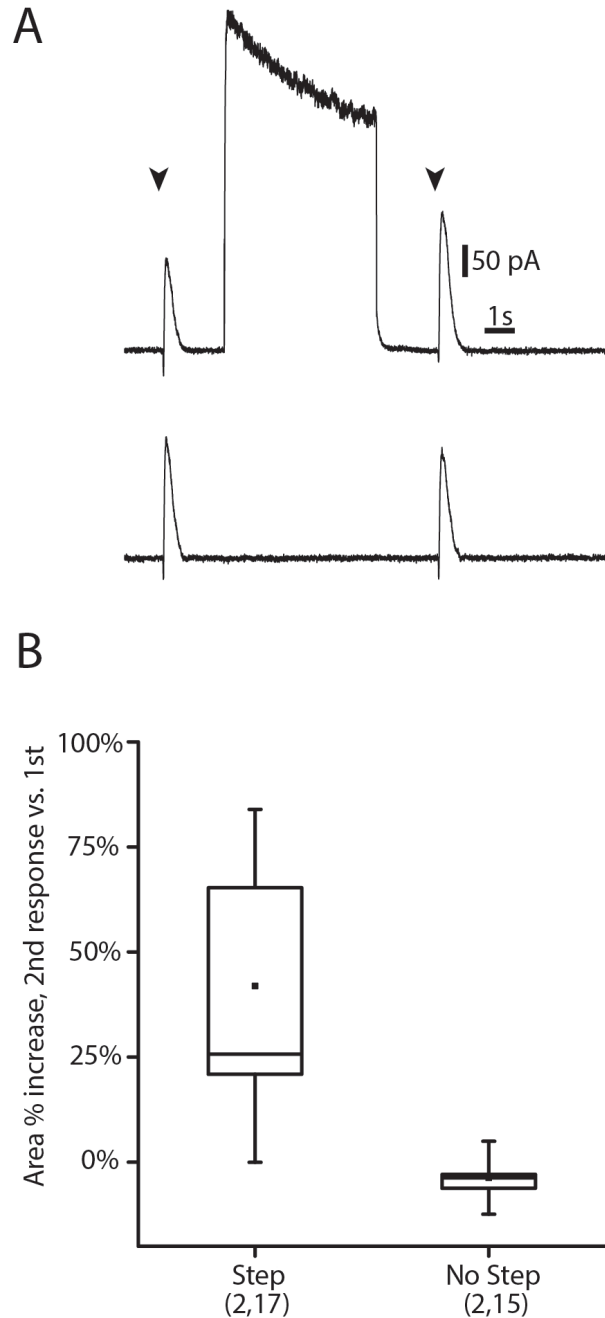 A
50 pA
1s
B
Area % increase, 2nd response vs. 1st
100%
75%
50%
25%
0%
Step
(2,17)
No Step
(2,15)